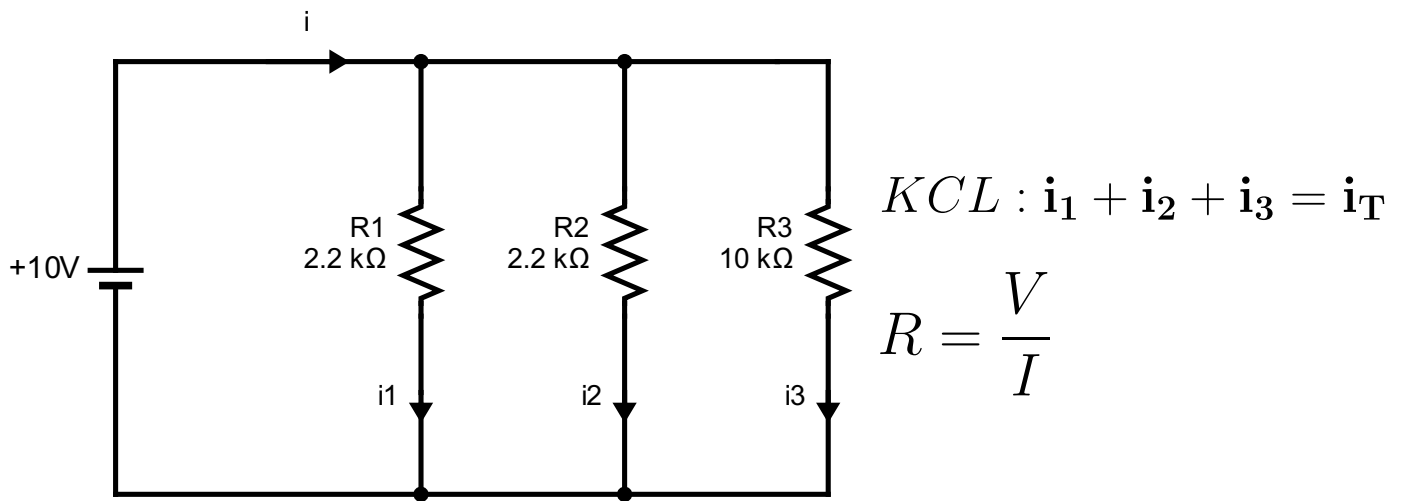 i
+10V
R1
2.2 kΩ
R2
2.2 kΩ
R3
10 kΩ
i1
i2
i3
KCL : i₁ + i₂ + i₃ = i_T
R = V/I